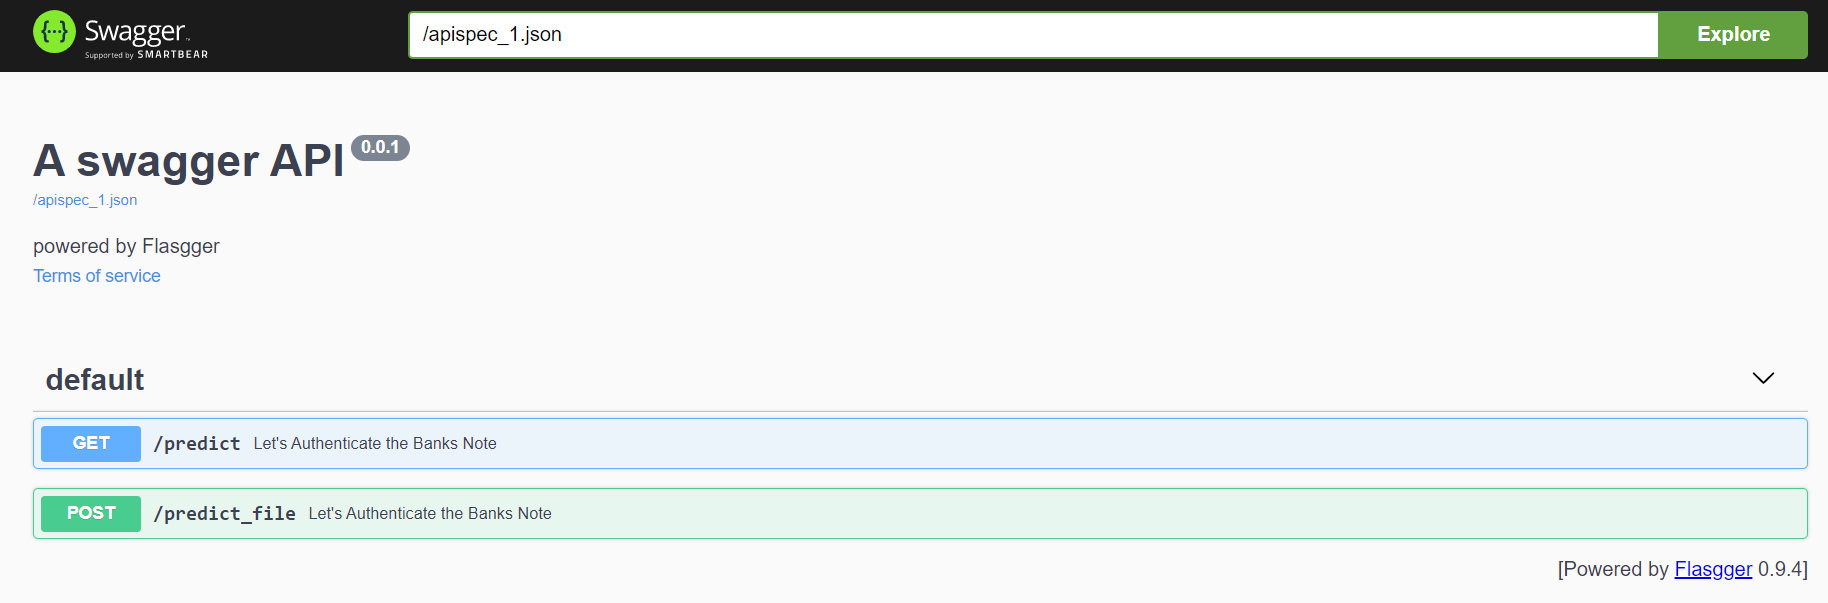 {···} Swagger™
Supported by SMARTBEAR
/apispec_1.json
Explore
A swagger API 0.0.1
/apispec_1.json
powered by Flasgger
Terms of service
default
GET /predict Let's Authenticate the Banks Note
POST /predict_file Let's Authenticate the Banks Note
[Powered by Flasgger 0.9.4]